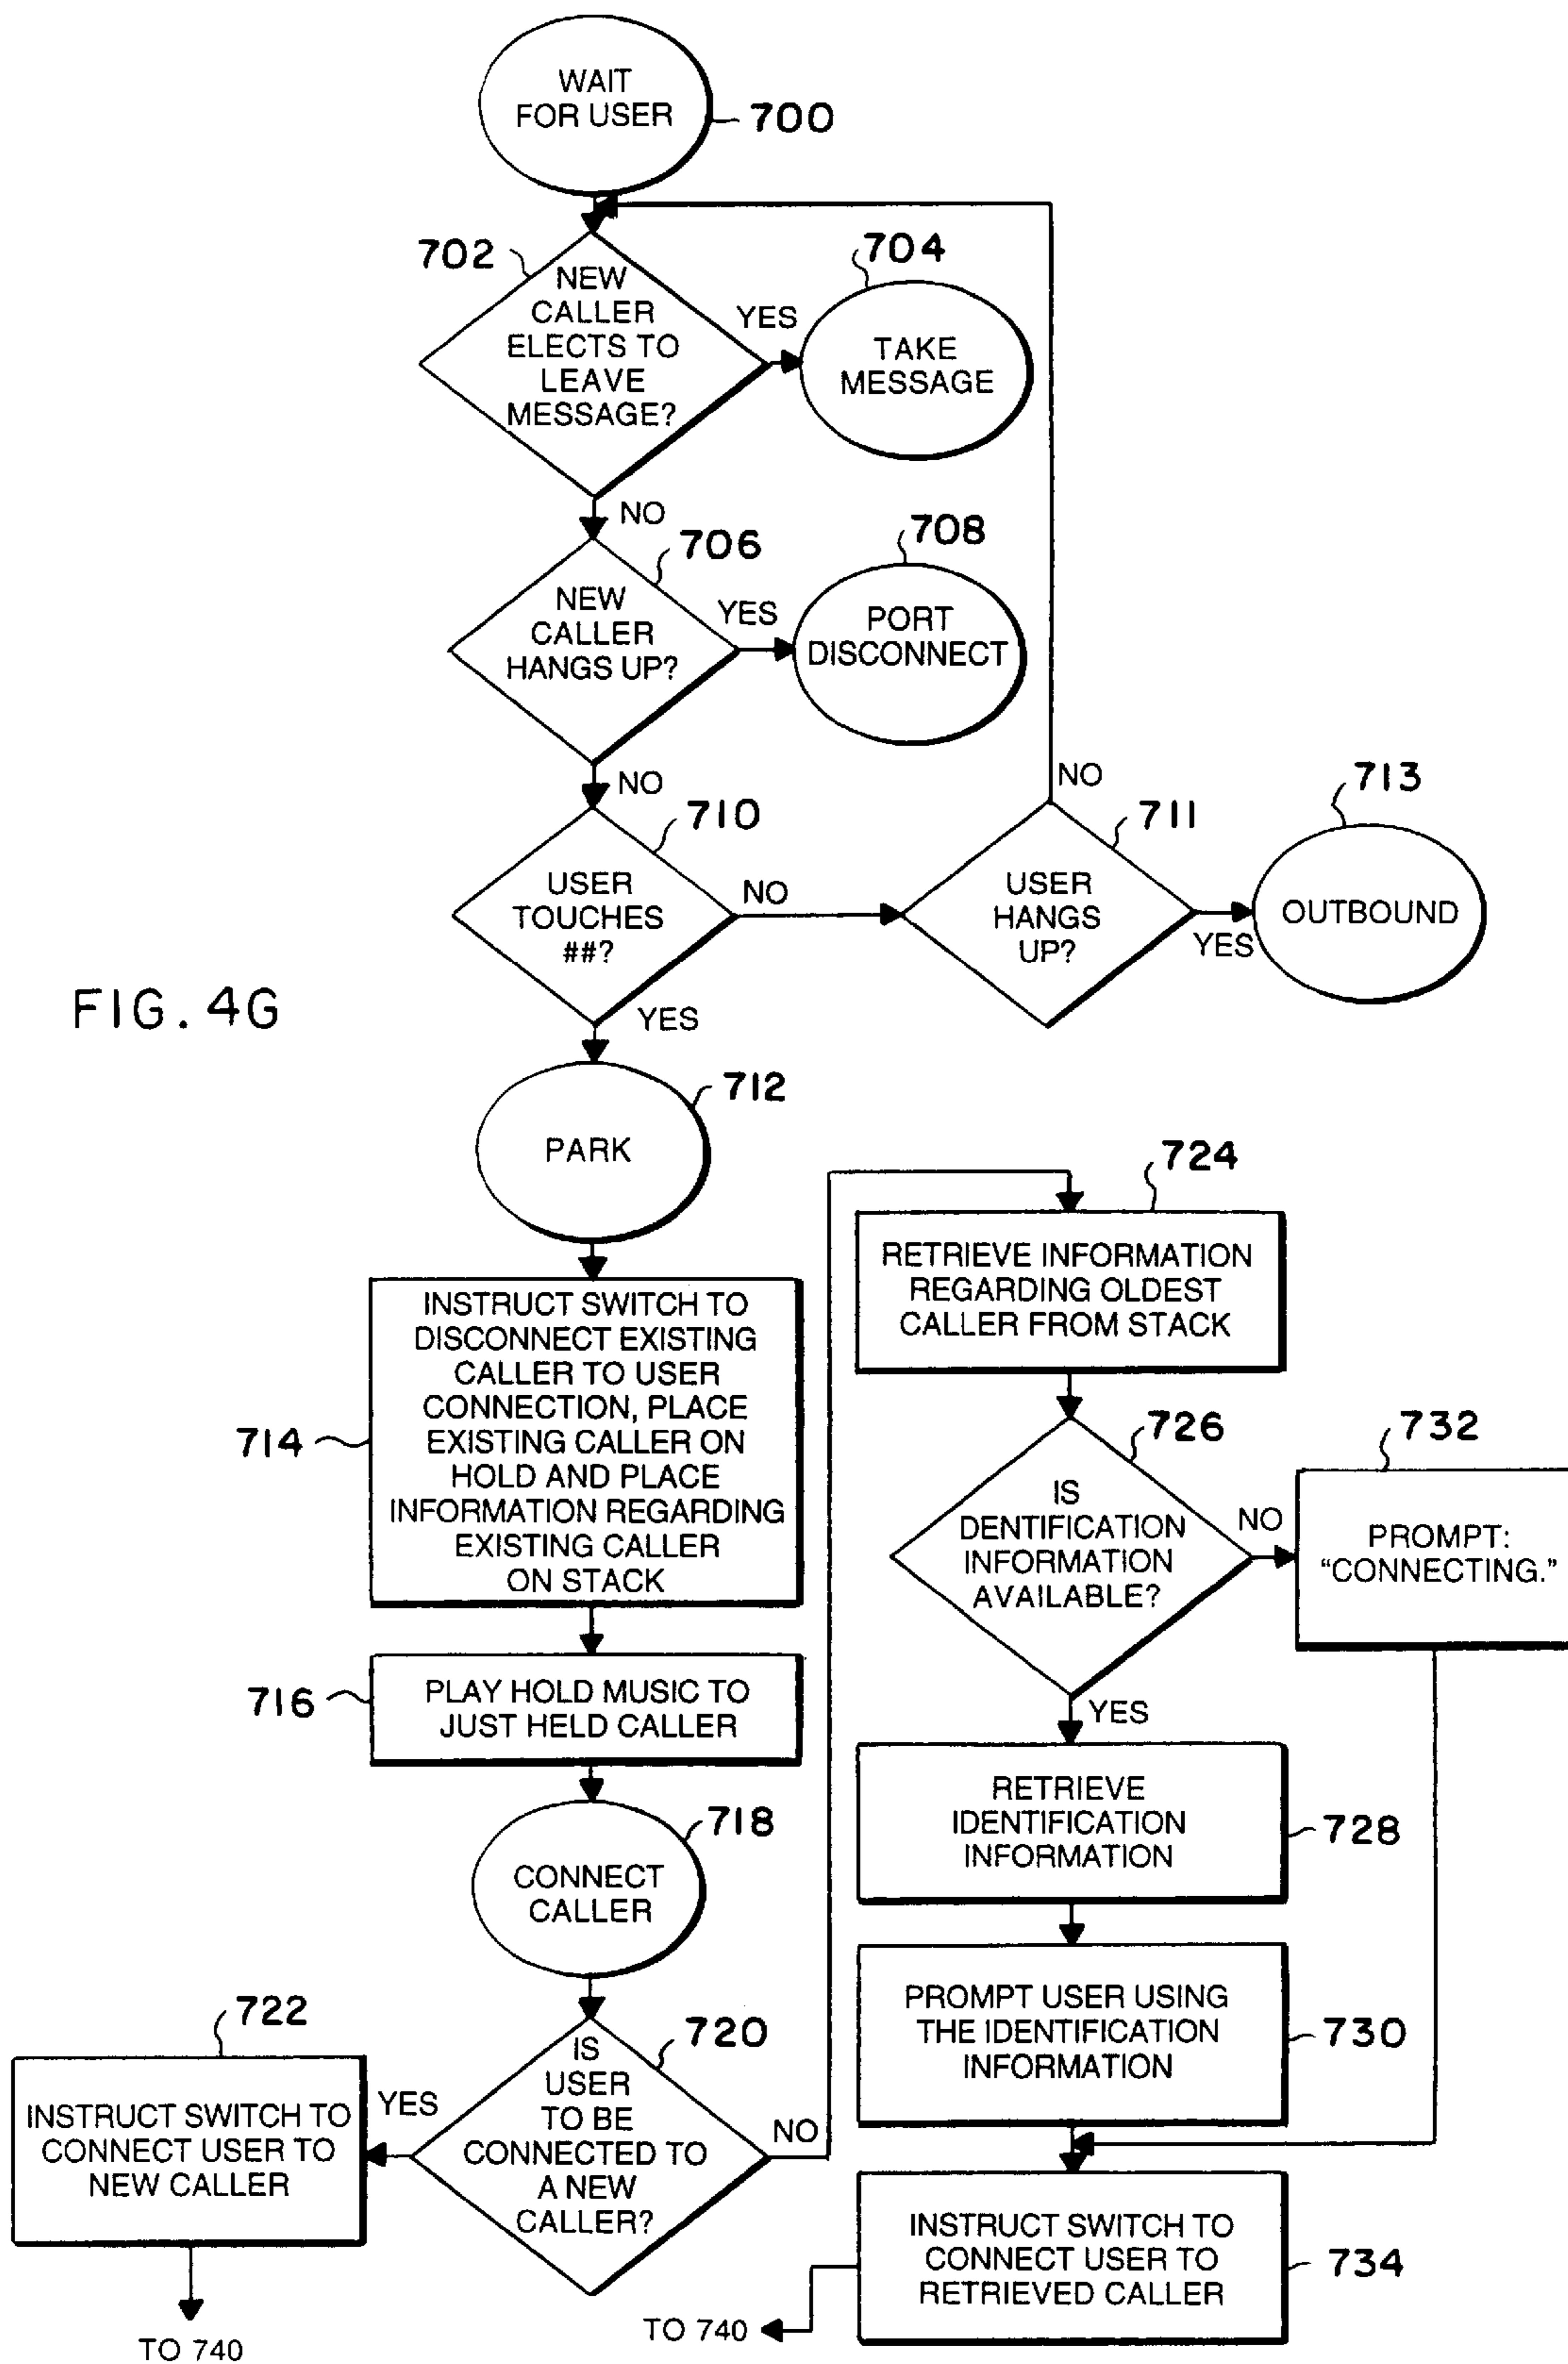 WAIT
FOR USER
700
702
NEW
CALLER
ELECTS TO
LEAVE
MESSAGE?
YES
704
TAKE
MESSAGE
NO
706
NEW
CALLER
HANGS UP?
YES
708
PORT
DISCONNECT
NO
710
USER
TOUCHES
##?
NO
NO
711
USER
HANGS
UP?
YES
713
OUTBOUND
FIG. 4G
YES
712
PARK
INSTRUCT SWITCH TO
DISCONNECT EXISTING
CALLER TO USER
CONNECTION, PLACE
EXISTING CALLER ON
HOLD AND PLACE
INFORMATION REGARDING
EXISTING CALLER
ON STACK
714
PLAY HOLD MUSIC TO
JUST HELD CALLER
716
718
CONNECT
CALLER
720
IS
USER
TO BE
CONNECTED TO
A NEW
CALLER?
YES
722
INSTRUCT SWITCH TO
CONNECT USER TO
NEW CALLER
TO 740
NO
724
RETRIEVE INFORMATION
REGARDING OLDEST
CALLER FROM STACK
726
IS
DENTIFICATION
INFORMATION
AVAILABLE?
NO
732
PROMPT:
“CONNECTING.”
YES
RETRIEVE
IDENTIFICATION
INFORMATION
728
PROMPT USER USING
THE IDENTIFICATION
INFORMATION
730
INSTRUCT SWITCH TO
CONNECT USER TO
RETRIEVED CALLER
734
TO 740